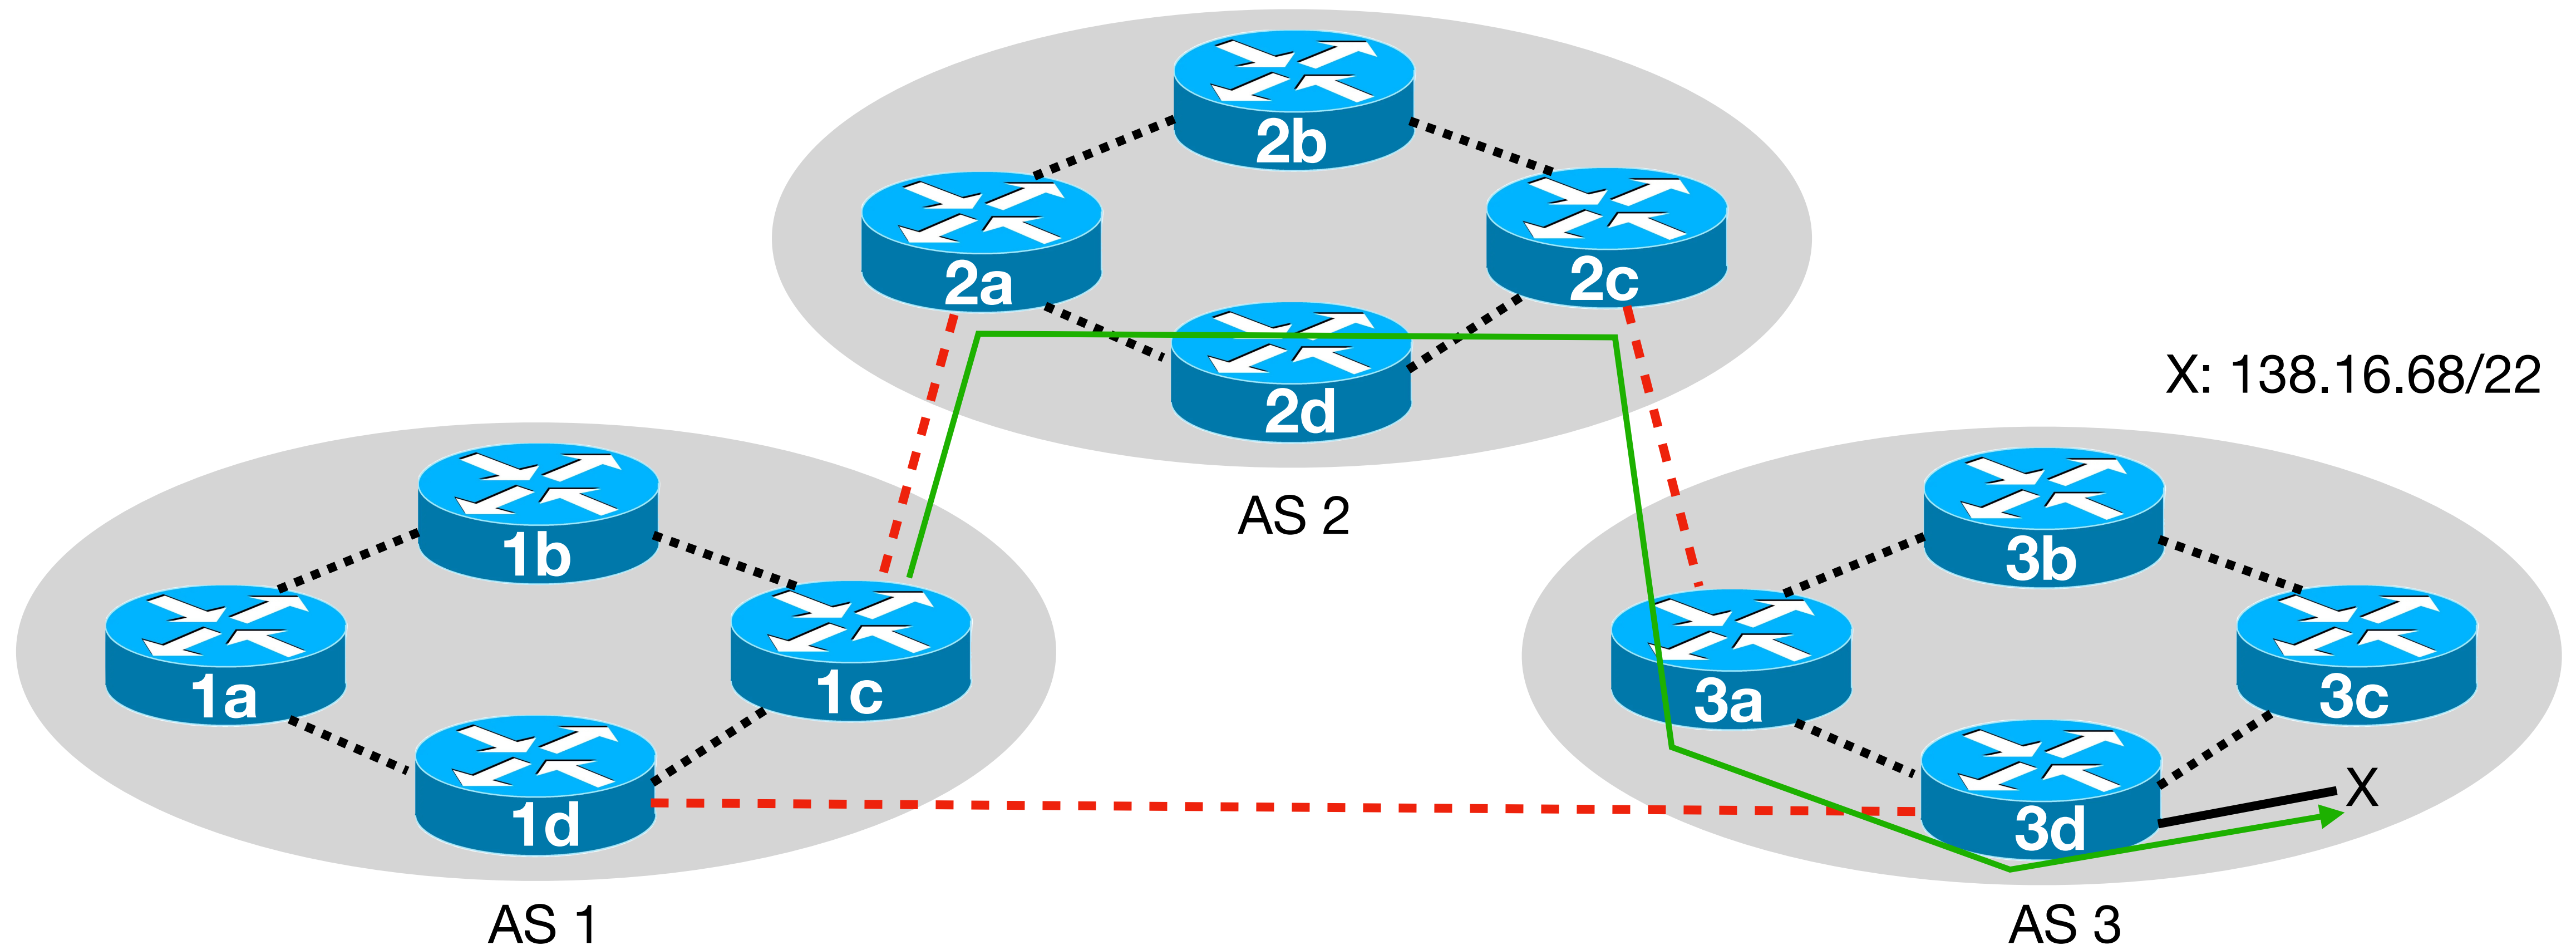 2b
2a
2c
2d
X: 138.16.68/22
AS 2
1b
3b
1a
1c
3a
3c
1d
3d
X
AS 1
AS 3